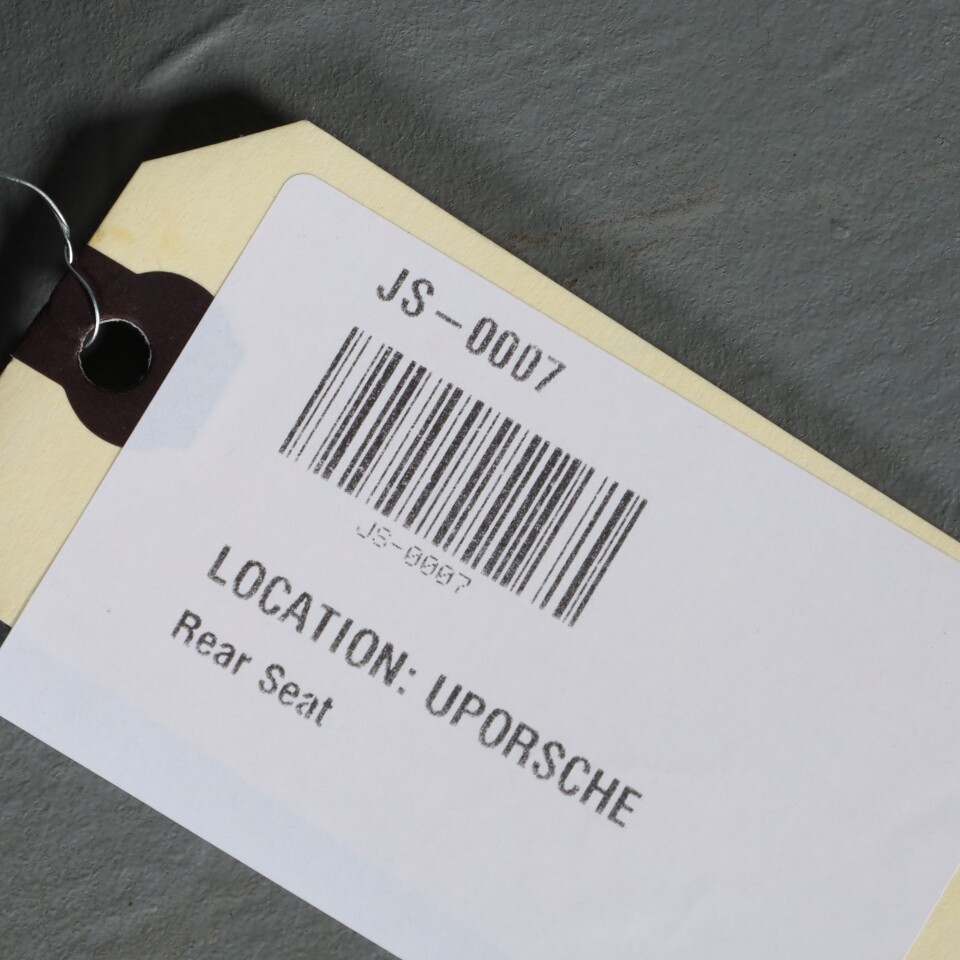 JS-0007
JS-0007
LOCATION: UPORSCHE
Rear Seat